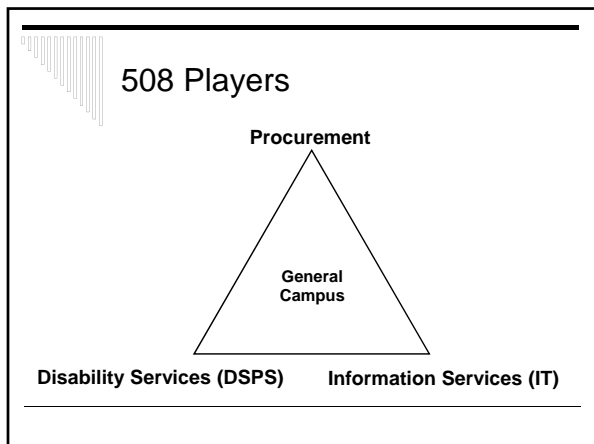 508 Players
Procurement
General
Campus
Disability Services (DSPS)
Information Services (IT)